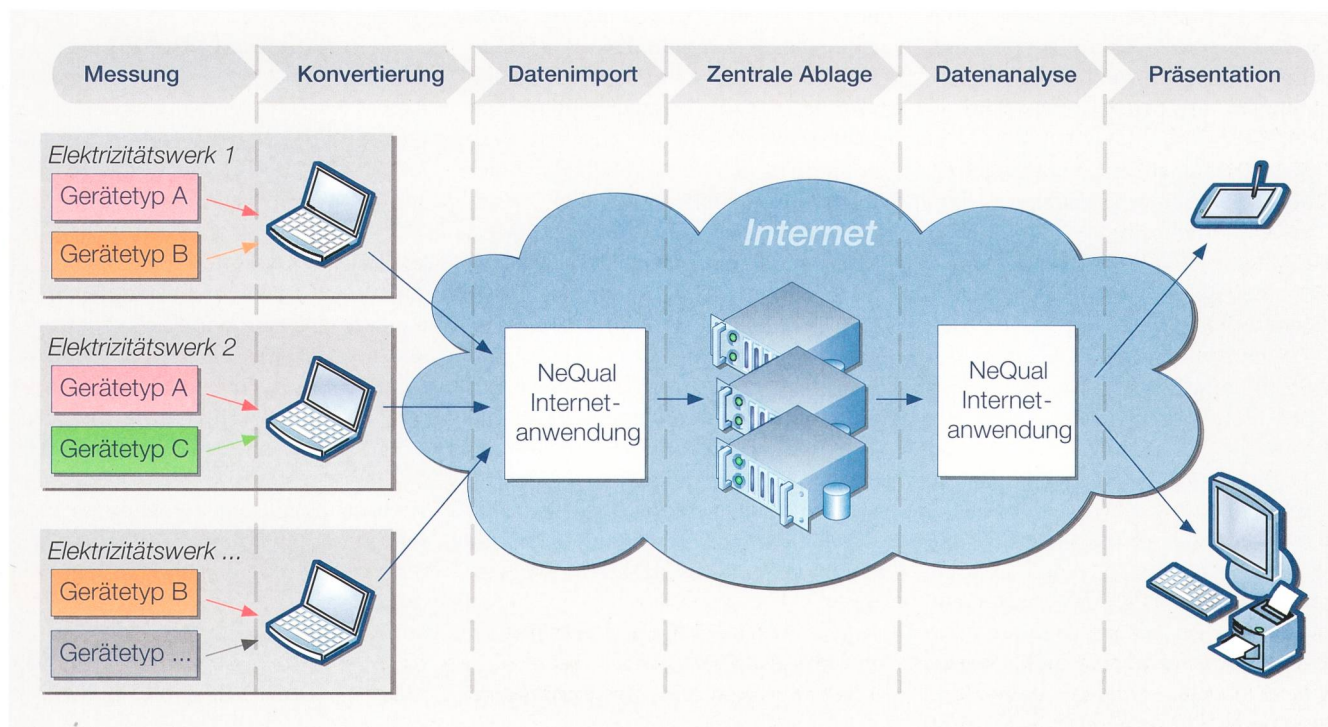 Messung
Konvertierung
Datenimport
Zentrale Ablage
Datenanalyse
Präsentation
Elektrizitätswerk 1
Gerätetyp A
Gerätetyp B
Elektrizitätswerk 2
Gerätetyp A
Gerätetyp C
Elektrizitätswerk ...
Gerätetyp B
Gerätetyp ...
Internet
NeQual
Internet-
anwendung
NeQual
Internet-
anwendung